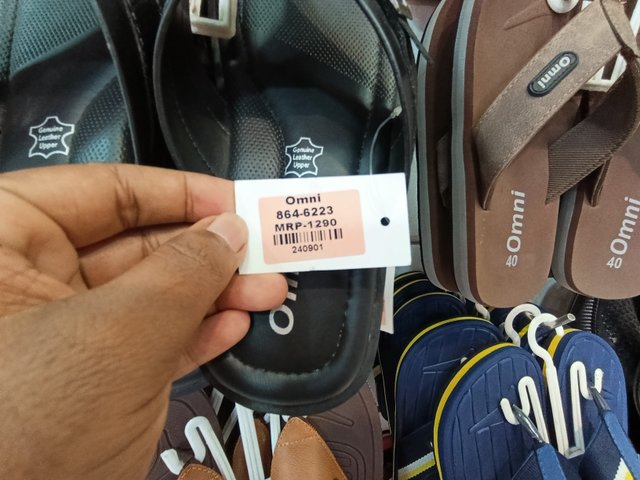 Genuine
Leather
Upper
Genuine
Leather
Upper
Omni
864-6223
MRP-1290
240901
Omni
Omni
40
Omni
40